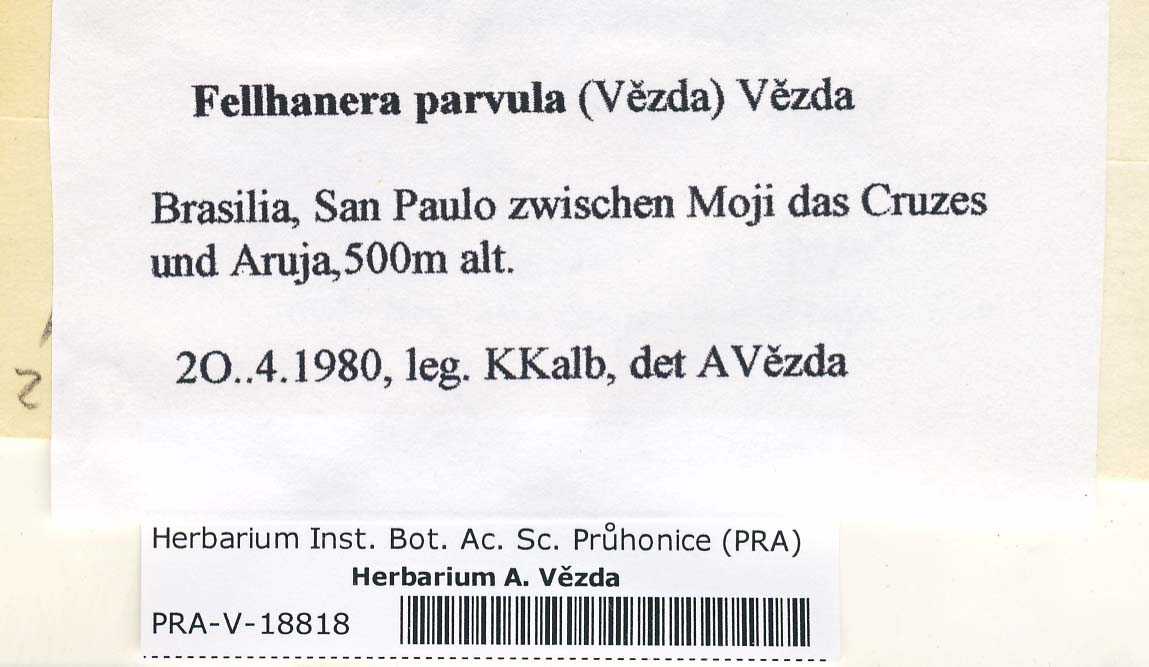 Fellhanera parvula (Vězda) Vězda
Brasilia, San Paulo zwischen Moji das Cruzes
und Aruja,500m alt.
2O..4.1980, leg. KKalb, det AVězda
2
Herbarium Inst. Bot. Ac. Sc. Průhonice (PRA)
Herbarium A. Vězda
PRA-V-18818